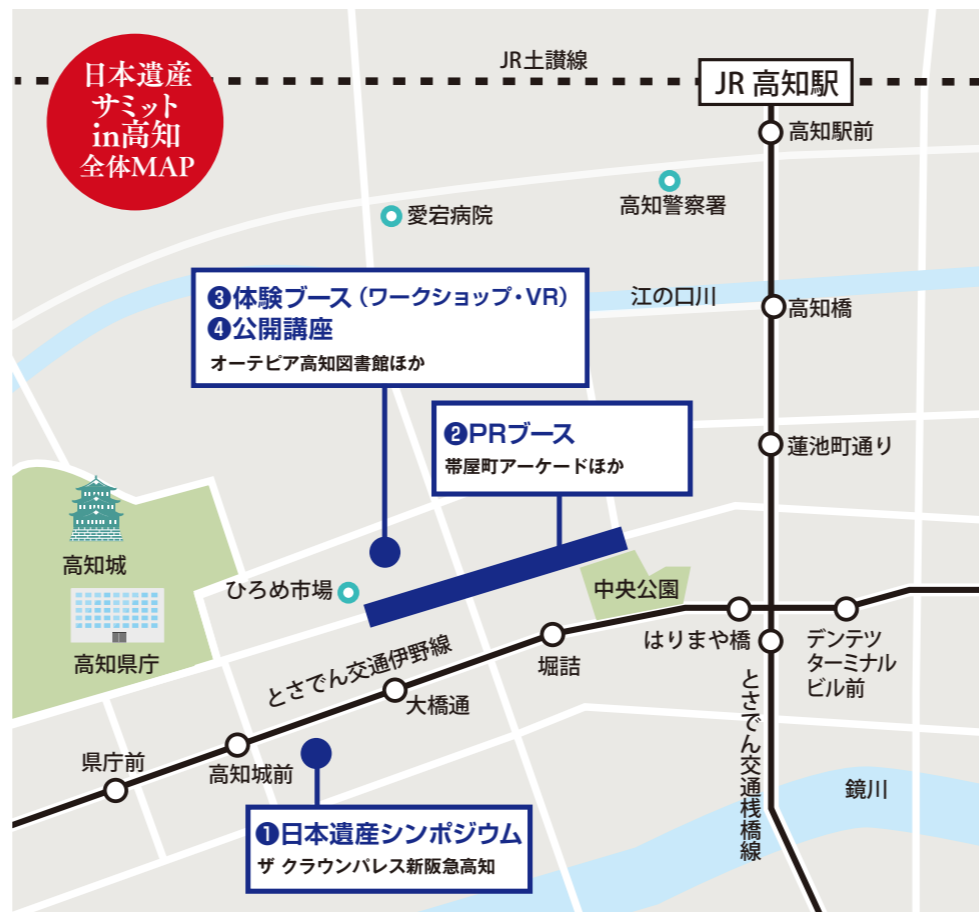 日本遺産
サミット
in高知
全体MAP
JR土讃線
JR 高知駅
高知駅前
高知警察署
愛宕病院
❸体験ブース（ワークショップ・VR）
❹公開講座
オーテピア高知図書館ほか
江の口川
高知橋
❷PRブース
帯屋町アーケードほか
蓮池町通り
高知城
ひろめ市場
中央公園
高知県庁
はりまや橋
デンテツ
ターミナル
ビル前
とさでん交通伊野線
堀詰
大橋通
とさでん交通桟橋線
県庁前
高知城前
鏡川
❶日本遺産シンポジウム
ザ クラウンパレス新阪急高知